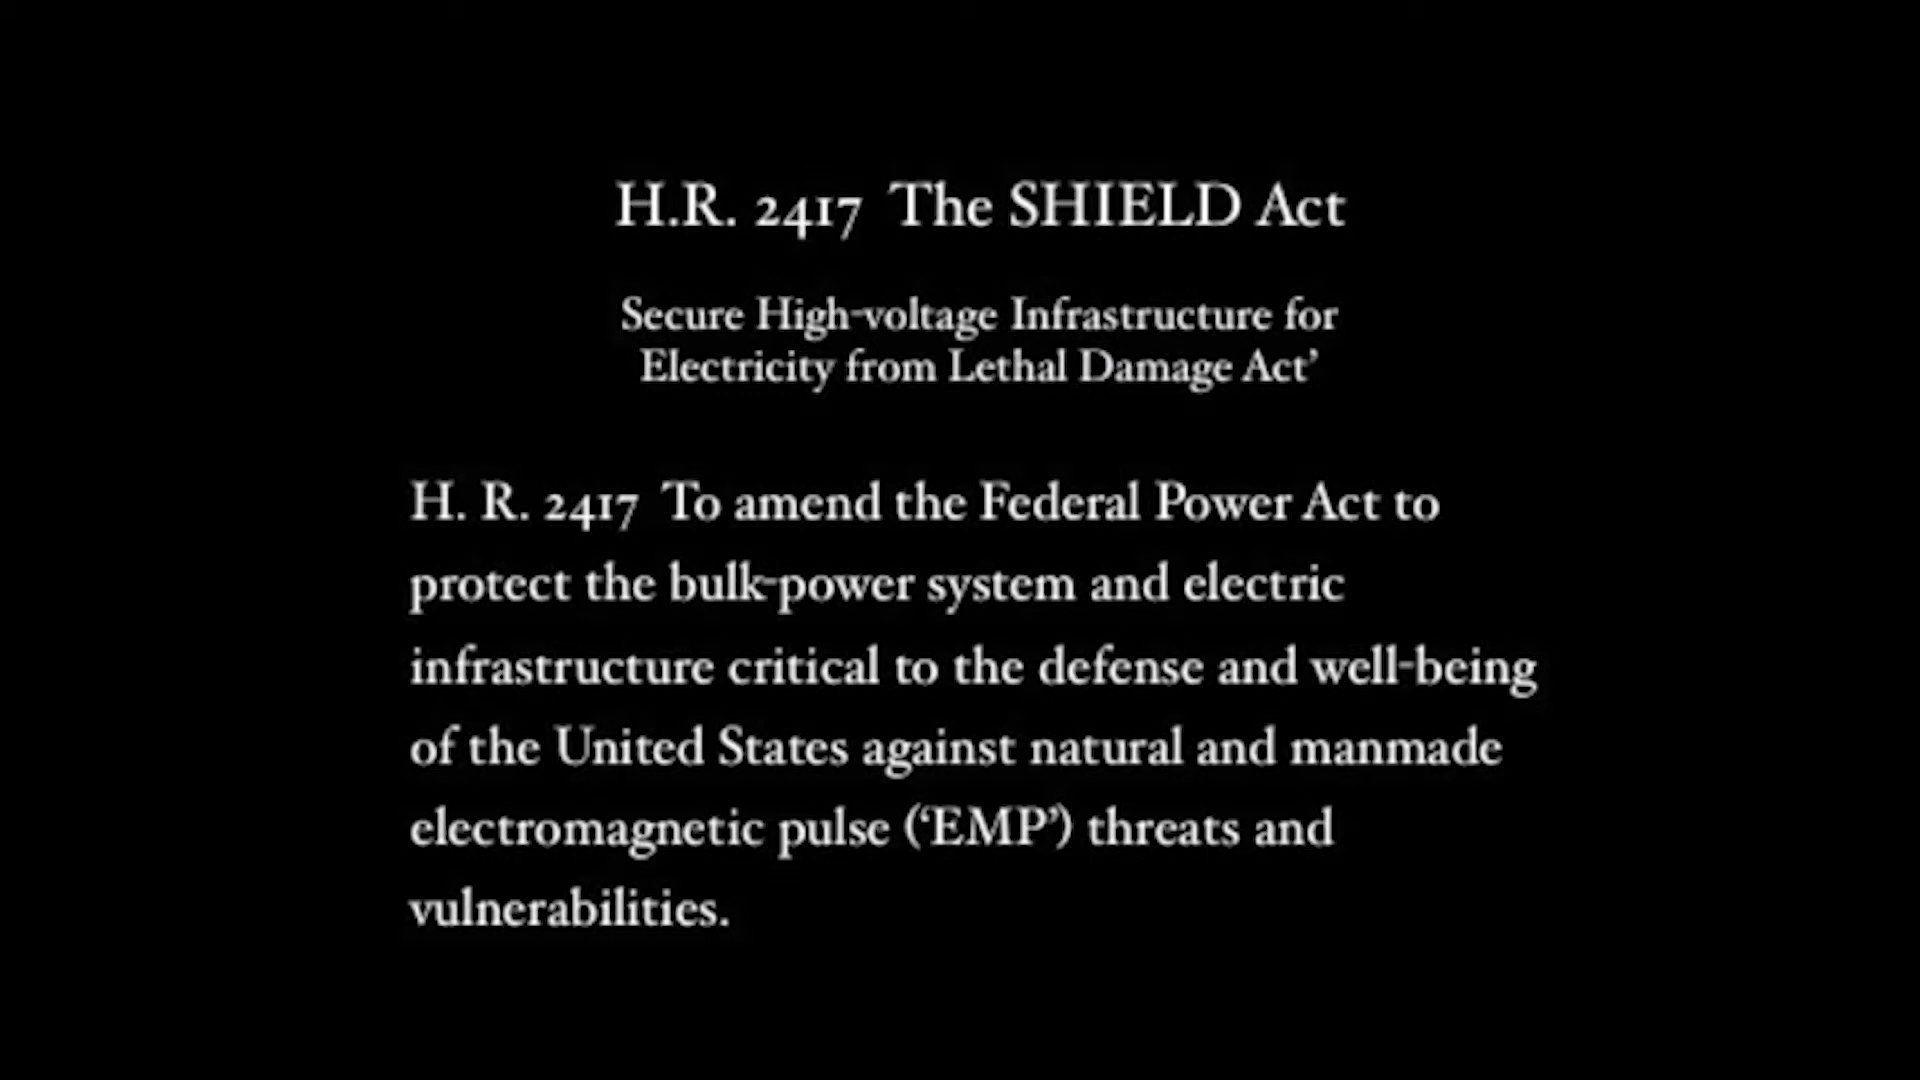 H.R. 2417 The SHIELD Act
Secure High-voltage Infrastructure for
Electricity from Lethal Damage Act’
H. R. 2417 To amend the Federal Power Act to
protect the bulk-power system and electric
infrastructure critical to the defense and well-being
of the United States against natural and manmade
electromagnetic pulse (‘EMP’) threats and
vulnerabilities.